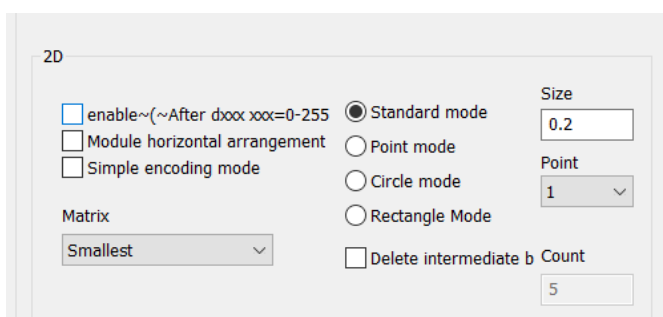 2D
enable~(~After dxxx xxx=0-255
Module horizontal arrangement
Simple encoding mode
Matrix
Smallest
Standard mode
Point mode
Circle mode
Rectangle Mode
Delete intermediate b
Size
0.2
Point
1
Count
5